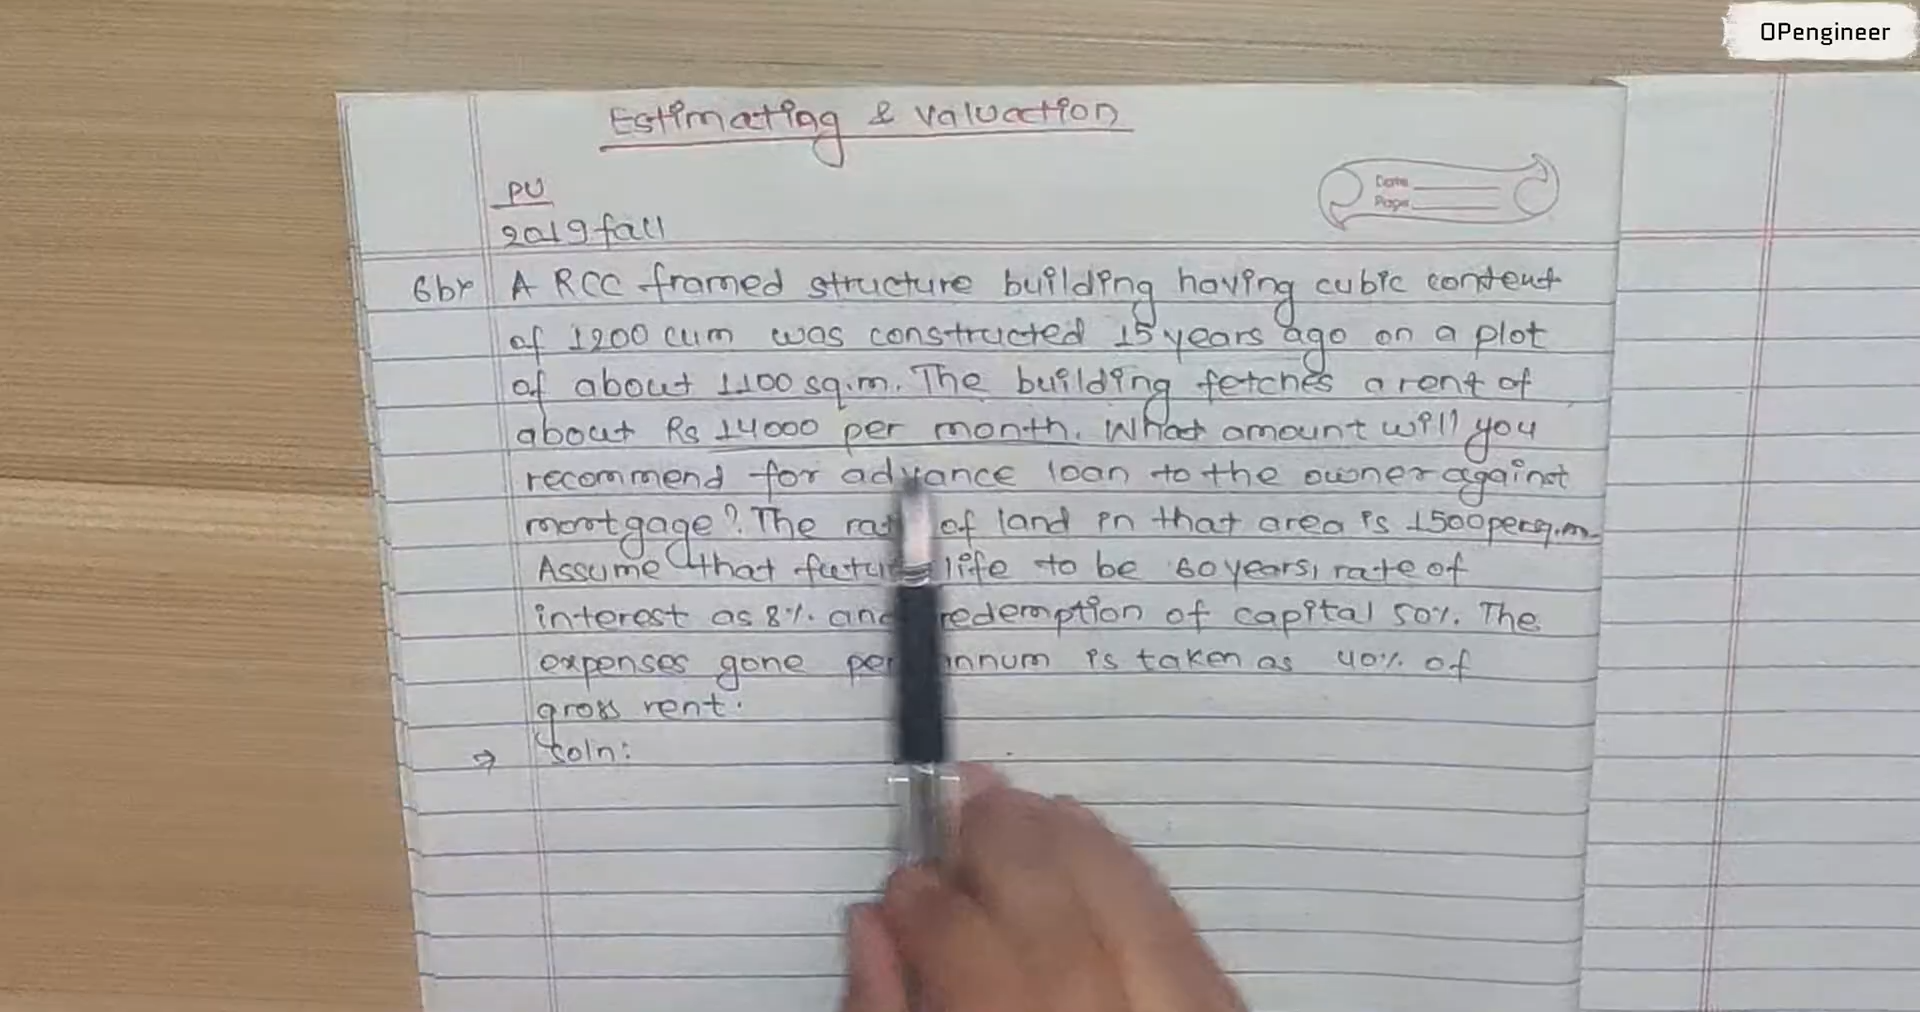 OPengineer
Estimating & Valuation
Date
Page
PU
2019 fall
6b> A RCC framed structure building having cubic content
of 1200 cum was constructed 15 years ago on a plot
of about 1100 sq.m. The building fetches a rent of
about Rs 14000 per month. What amount will you
recommend for advance loan to the owner against
mortgage? The of land in that area is 1500 per sq.m.
Assume that life to be 60 years, rate of
interest as 8% and redemption of capital 50%. The
expenses gone per annum is taken as 40% of
gross rent.
→ Soln: